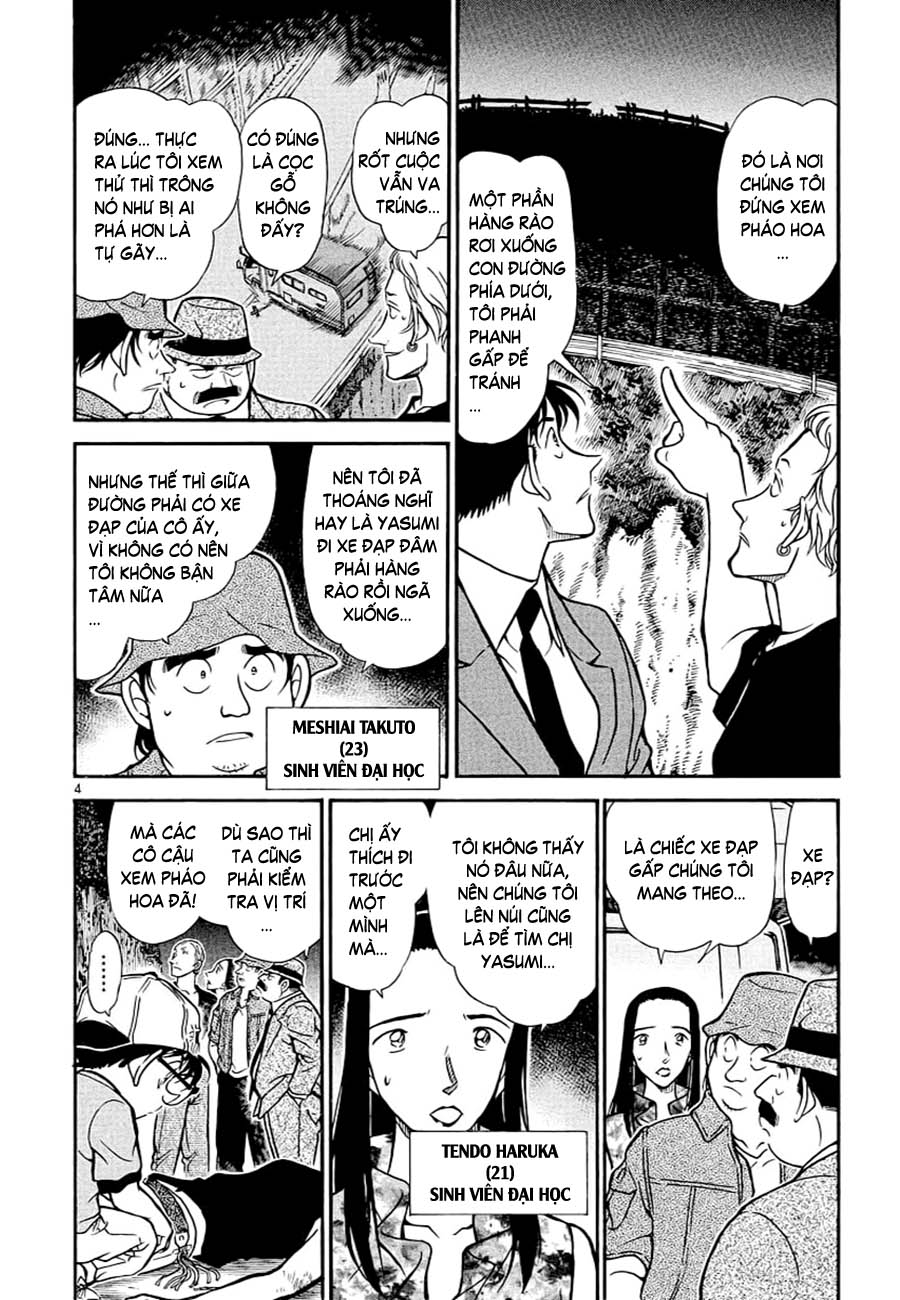 ĐÓ LÀ NƠI
CHÚNG TÔI
ĐỨNG XEM
PHÁO HOA
...
MỘT PHẦN
HÀNG RÀO
RƠI XUỐNG
CON ĐƯỜNG
PHÍA DƯỚI,
TÔI PHẢI
PHANH
GẤP ĐỂ
TRÁNH
...
NHƯNG
RỐT CUỘC
VẪN VA
TRÚNG...
CÓ ĐÚNG
LÀ CỌC
GỖ
KHÔNG
ĐẤY?
ĐÚNG... THỰC
RA LÚC TÔI XEM
THỬ THÌ TRÔNG
NÓ NHƯ BỊ AI
PHÁ HƠN LÀ
TỰ GÃY...
NÊN TÔI ĐÃ
THOÁNG NGHĨ
HAY LÀ YASUMI
ĐI XE ĐẠP ĐÂM
PHẢI HÀNG
RÀO RỒI NGÃ
XUỐNG...
NHƯNG THẾ THÌ GIỮA
ĐƯỜNG PHẢI CÓ XE
ĐẠP CỦA CÔ ẤY,
VÌ KHÔNG CÓ NÊN
TÔI KHÔNG BẬN
TÂM NỮA
...
MESHIAI TAKUTO
(23)
SINH VIÊN ĐẠI HỌC
4
XE
ĐẠP?
LÀ CHIẾC XE ĐẠP
GẤP CHÚNG TÔI
MANG THEO...
TÔI KHÔNG THẤY
NÓ ĐÂU NỮA,
NÊN CHÚNG TÔI
LÊN NÚI CŨNG
LÀ ĐỂ TÌM CHỊ
YASUMI...
CHỊ ẤY
THÍCH ĐI
TRƯỚC
MỘT
MÌNH
MÀ...
TENDO HARUKA
(21)
SINH VIÊN ĐẠI HỌC
DÙ SAO THÌ
TA CŨNG
PHẢI KIỂM
TRA VỊ TRÍ
...
MÀ CÁC
CÔ CẬU
XEM PHÁO
HOA ĐÃ!
......